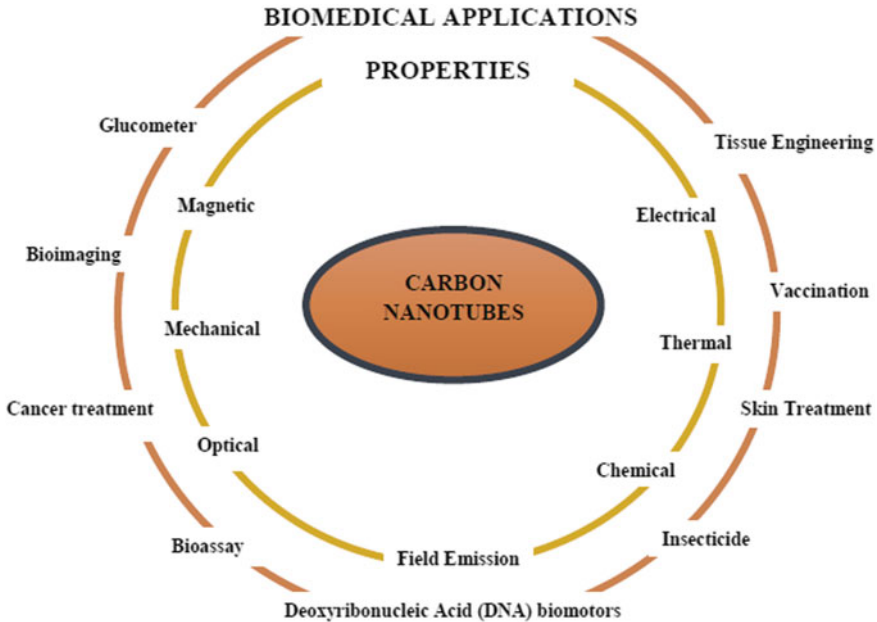 BIOMEDICAL APPLICATIONS
PROPERTIES
Glucometer
Tissue Engineering
Magnetic
Electrical
Bioimaging
CARBON
NANOTUBES
Vaccination
Mechanical
Thermal
Cancer treatment
Skin Treatment
Optical
Chemical
Bioassay
Insecticide
Field Emission
Deoxyribonucleic Acid (DNA) biomotors